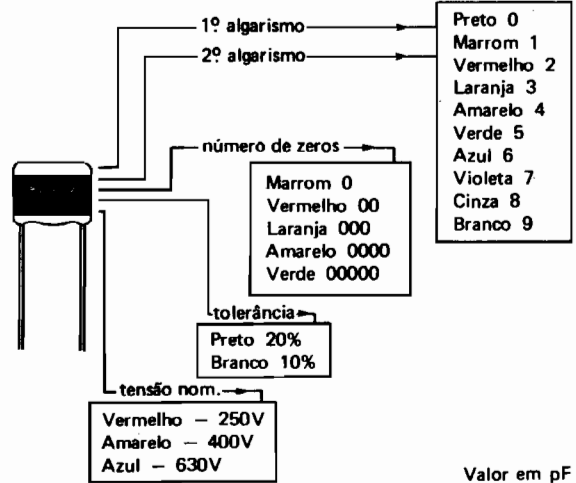 1º algarismo
2º algarismo
Preto 0
Marrom 1
Vermelho 2
Laranja 3
Amarelo 4
Verde 5
Azul 6
Violeta 7
Cinza 8
Branco 9
número de zeros
Marrom 0
Vermelho 00
Laranja 000
Amarelo 0000
Verde 00000
tolerância
Preto 20%
Branco 10%
tensão nom.
Vermelho – 250V
Amarelo – 400V
Azul – 630V
Valor em pF